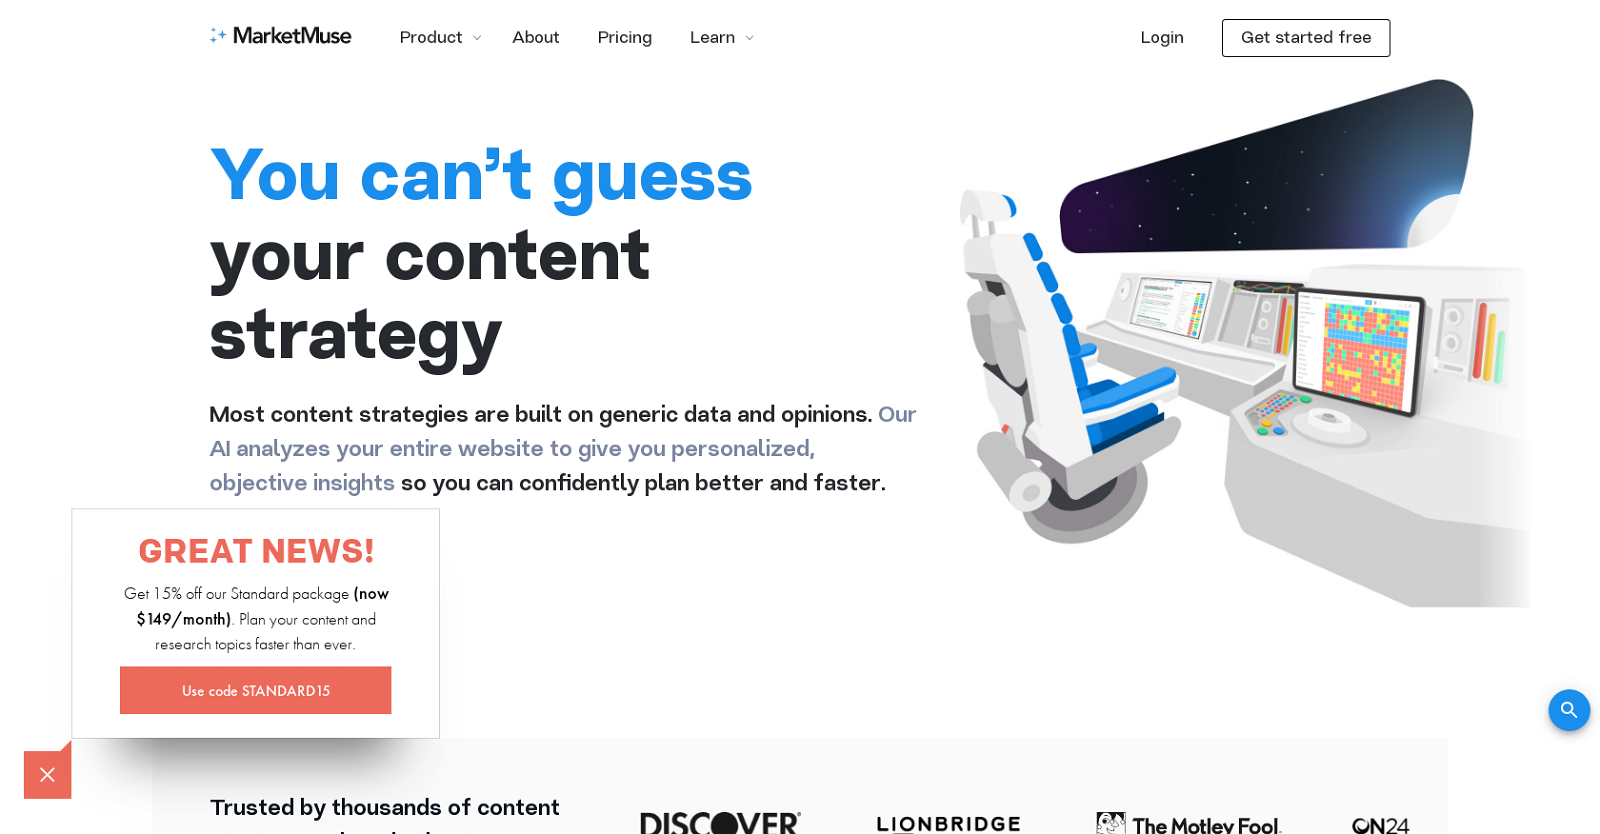 MarketMuse
Product
About
Pricing
Learn
Login
Get started free
You can’t guess
your content
strategy
Most content strategies are built on generic data and opinions. Our
AI analyzes your entire website to give you personalized,
objective insights so you can confidently plan better and faster.
GREAT NEWS!
Get 15% off our Standard package (now
$149/month). Plan your content and
research topics faster than ever.
Use code STANDARD15
Trusted by thousands of content
DISCOVER
LIONBRIDGE
The Motley Fool
ON24